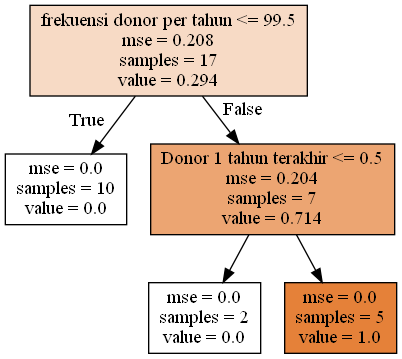 frekuensi donor per tahun <= 99.5
mse = 0.208
samples = 17
value = 0.294
True
False
mse = 0.0
samples = 10
value = 0.0
Donor 1 tahun terakhir <= 0.5
mse = 0.204
samples = 7
value = 0.714
mse = 0.0
samples = 2
value = 0.0
mse = 0.0
samples = 5
value = 1.0